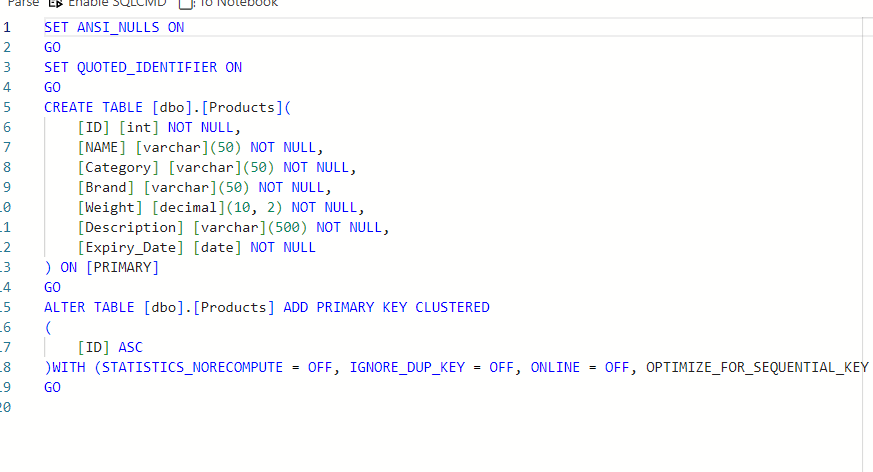 Parse Enable SQLCMD To Notebook
1 SET ANSI_NULLS ON
2 GO
3 SET QUOTED_IDENTIFIER ON
4 GO
5 CREATE TABLE [dbo].[Products](
6 [ID] [int] NOT NULL,
7 [NAME] [varchar](50) NOT NULL,
8 [Category] [varchar](50) NOT NULL,
9 [Brand] [varchar](50) NOT NULL,
10 [Weight] [decimal](10, 2) NOT NULL,
11 [Description] [varchar](500) NOT NULL,
12 [Expiry_Date] [date] NOT NULL
13 ) ON [PRIMARY]
14 GO
15 ALTER TABLE [dbo].[Products] ADD PRIMARY KEY CLUSTERED
16 (
17 [ID] ASC
18 )WITH (STATISTICS_NORECOMPUTE = OFF, IGNORE_DUP_KEY = OFF, ONLINE = OFF, OPTIMIZE_FOR_SEQUENTIAL_KEY
19 GO
20